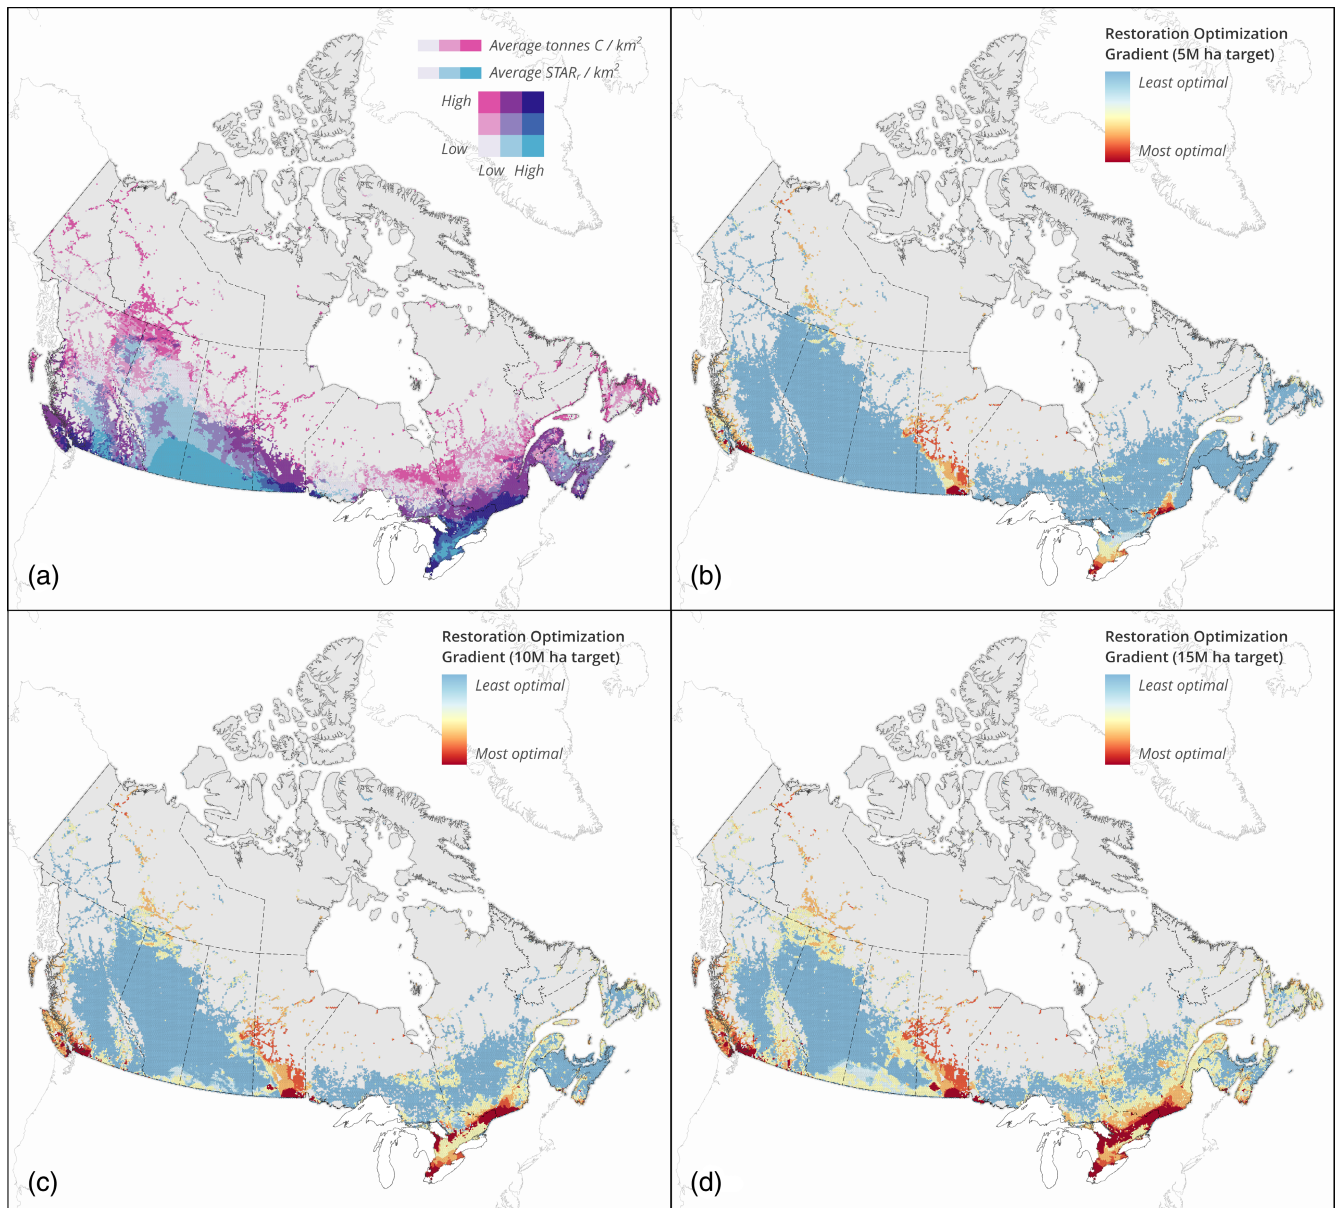 Average tonnes C / km²
Average STARᵣ / km²
High
Low
Low High
(a)
Restoration Optimization
Gradient (5M ha target)
Least optimal
Most optimal
(b)
Restoration Optimization
Gradient (10M ha target)
Least optimal
Most optimal
(c)
Restoration Optimization
Gradient (15M ha target)
Least optimal
Most optimal
(d)